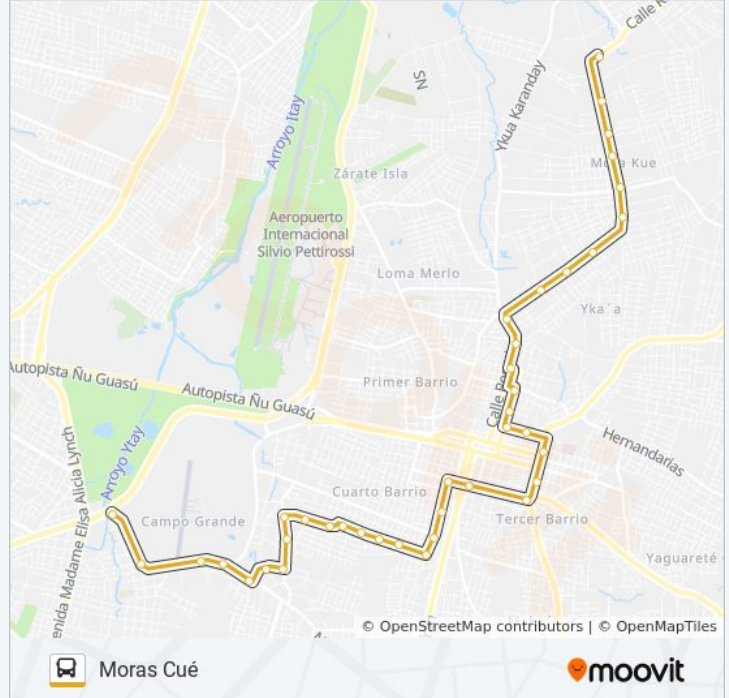 Calle R
Ykua Karanday
SN
Arroyo Itay
Mora Kue
Zárate Isla
Aeropuerto
Internacional
Silvio Pettirossi
Loma Merlo
Yka´a
Autopista Ñu Guasú
Autopista Ñu Guasú
Primer Barrio
Calle Pa
Hernandarias
Arroyo Ytay
enida Madame Elisa Alicia Lynch
Cuarto Barrio
Campo Grande
Tercer Barrio
Yaguareté
© OpenStreetMap contributors | © OpenMapTiles
Moras Cué
moovit